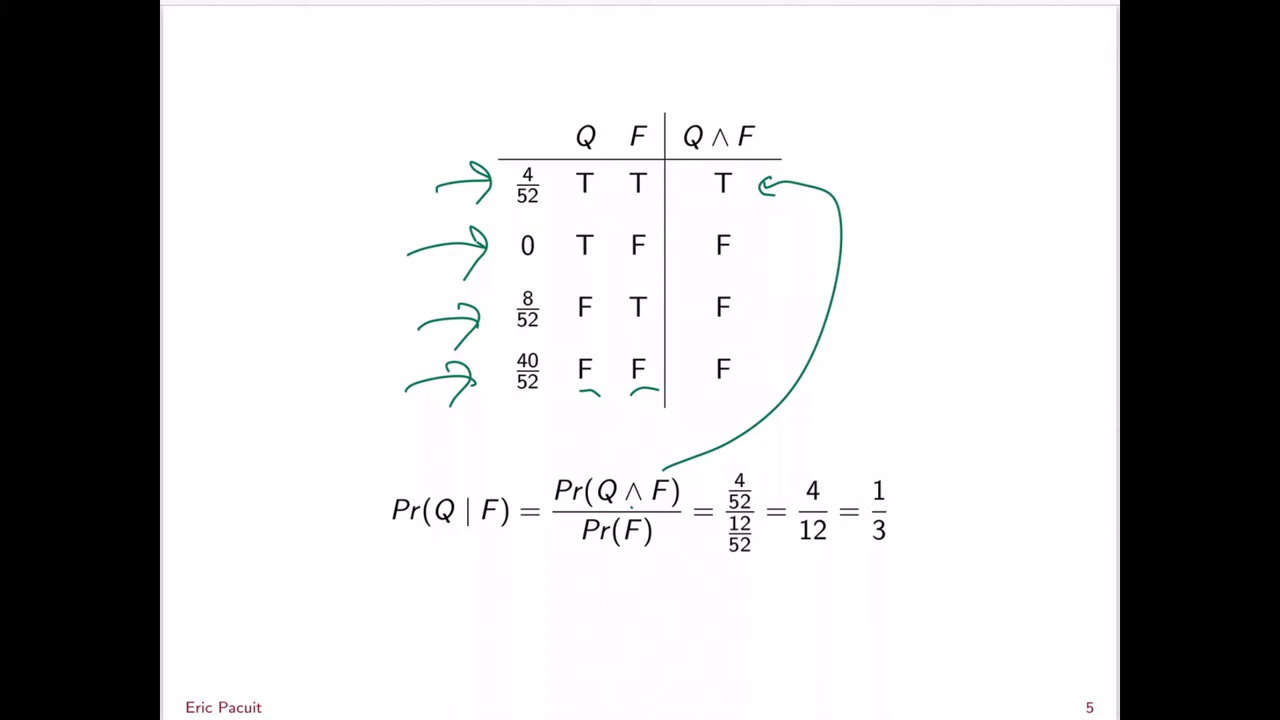 Q F Q ∧ F
4/52 T T T
0 T F F
8/52 F T F
40/52 F F F
Pr(Q | F) = Pr(Q ∧ F)/Pr(F) = (4/52)/(12/52) = 4/12 = 1/3
Eric Pacuit 5